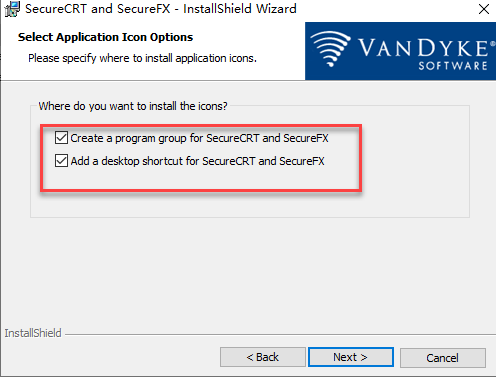 SecureCRT and SecureFX - InstallShield Wizard
Select Application Icon Options
Please specify where to install application icons.
VANDYKE®
SOFTWARE
Where do you want to install the icons?
Create a program group for SecureCRT and SecureFX
Add a desktop shortcut for SecureCRT and SecureFX
InstallShield
< Back Next > Cancel